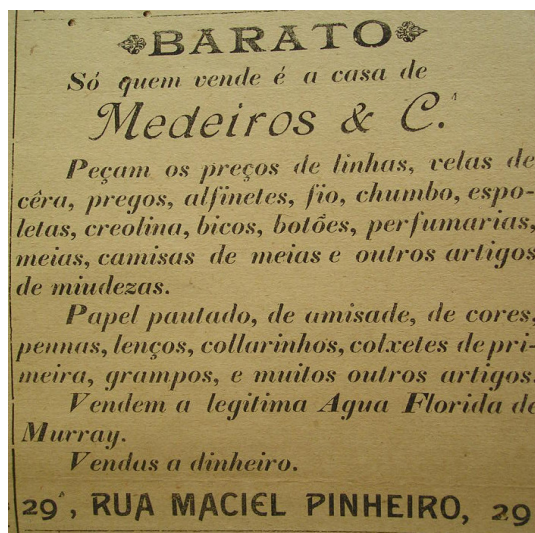 BARATO
Só quem vende é a casa de
Medeiros & C.ª
Peçam os preços de linhas, velas de
cêra, pregos, alfinetes, fio, chumbo, espo-
letas, creolina, bicos, botões, perfumarias,
meias, camisas de meias e outros artigos
de miudezas.
Papel pautado, de amisade, de cores,
pennas, lenços, collarinhos, colxetes de pri-
meira, grampos, e muitos outros artigos.
Vendem a legitima Agua Florida de
Murray.
Vendas a dinheiro.
29ª, RUA MACIEL PINHEIRO, 29